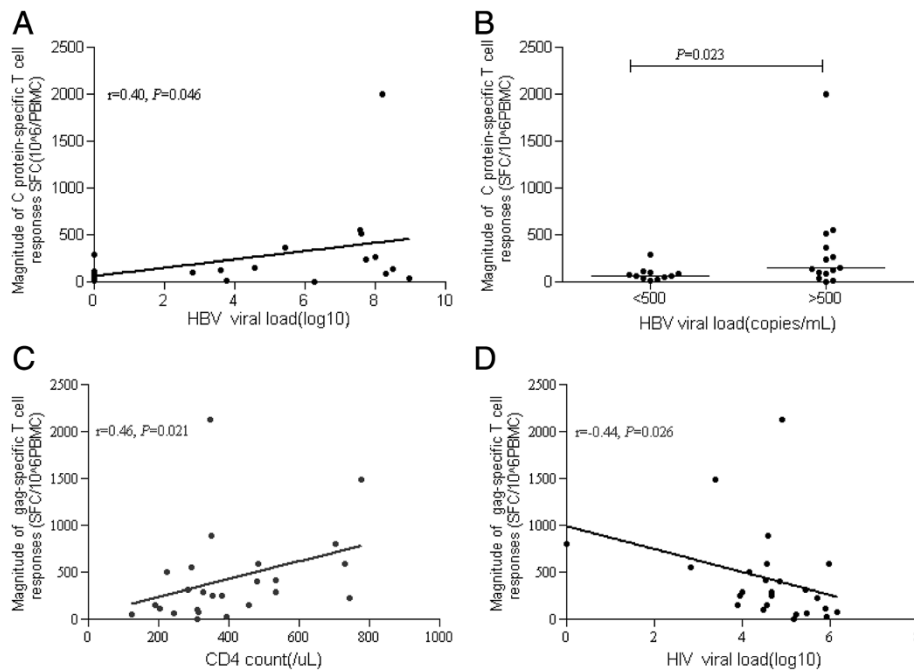 A
Magnitude of C protein-specific T cell
responses SFC(10^6/PBMC)
2500
2000
1500
1000
500
0
r=0.40, P=0.046
0 2 4 6 8 10
HBV viral load(log10)
B
Magnitude of C protein-specific T cell
responses (SFC/10^6PBMC)
2500
2000
1500
1000
500
0
P=0.023
<500 >500
HBV viral load(copies/mL)
C
Magnitude of gag-specific T cell
responses (SFC/10^6PBMC)
2500
2000
1500
1000
500
0
r=0.46, P=0.021
0 200 400 600 800 1000
CD4 count(/uL)
D
Magnitude of gag-specific T cell
responses (SFC/10^6PBMC)
2500
2000
1500
1000
500
0
r=-0.44, P=0.026
0 2 4 6
HIV viral load(log10)